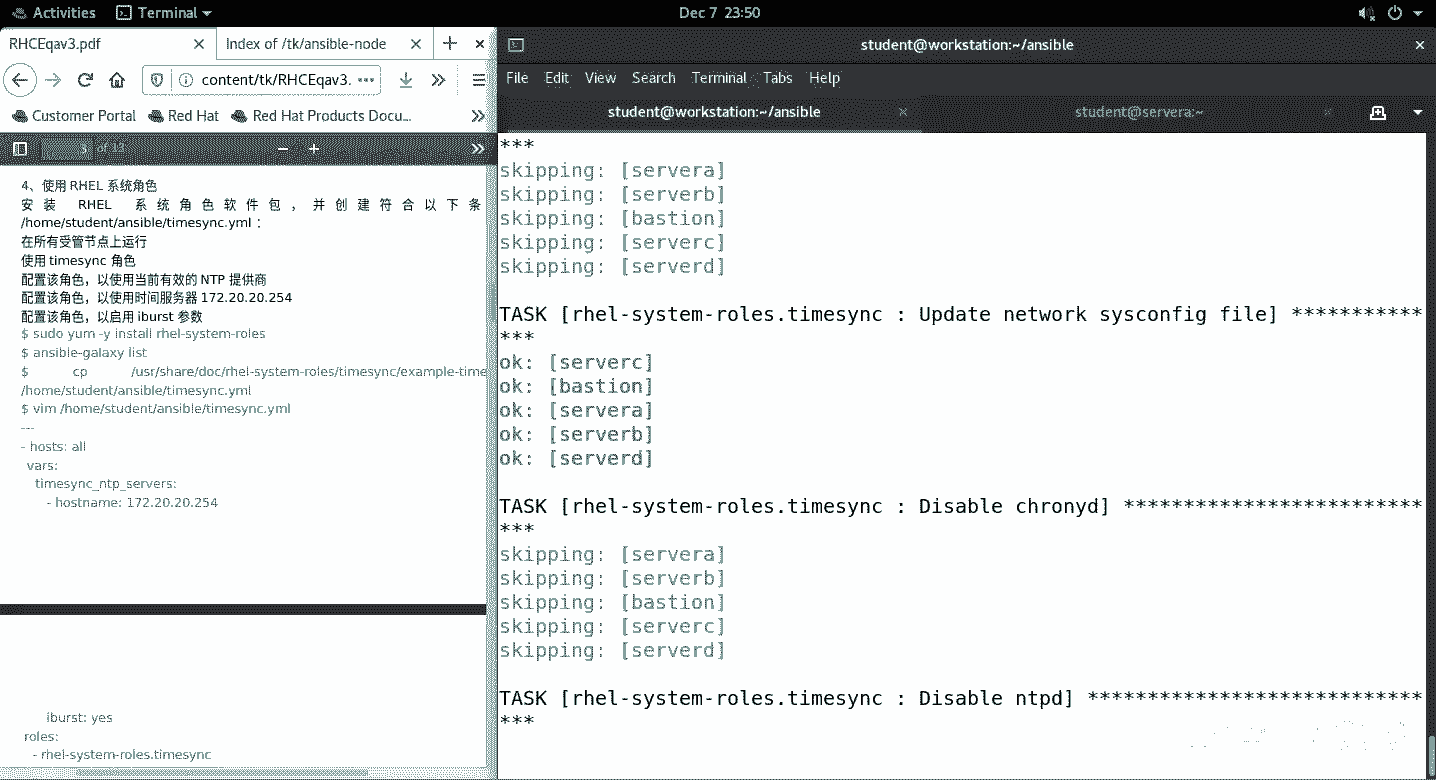 Activities
Terminal
Dec 7 23:50
RHCEqav3.pdf
Index of /tk/ansible-node
content/tk/RHCEqav3.
Customer Portal
Red Hat
Red Hat Products Docu...
of 13
4、使用 RHEL 系统角色
安 装 RHEL 系 统 角 色 软 件 包 ， 并 创 建 符 合 以 下 条
/home/student/ansible/timesync.yml：
在所有受管节点上运行
使用 timesync 角色
配置该角色，以使用当前有效的 NTP 提供商
配置该角色，以使用时间服务器 172.20.20.254
配置该角色，以启用 iburst 参数
$ sudo yum -y install rhel-system-roles
$ ansible-galaxy list
$ cp /usr/share/doc/rhel-system-roles/timesync/example-time
/home/student/ansible/timesync.yml
$ vim /home/student/ansible/timesync.yml
---
- hosts: all
vars:
timesync_ntp_servers:
- hostname: 172.20.20.254
iburst: yes
roles:
- rhel-system-roles.timesync
student@workstation:~/ansible
File Edit View Search Terminal Tabs Help
student@workstation:~/ansible
student@servera:~
***
skipping: [servera]
skipping: [serverb]
skipping: [bastion]
skipping: [serverc]
skipping: [serverd]
TASK [rhel-system-roles.timesync : Update network sysconfig file] ***********
***
ok: [serverc]
ok: [bastion]
ok: [servera]
ok: [serverb]
ok: [serverd]
TASK [rhel-system-roles.timesync : Disable chronyd] *************************
***
skipping: [servera]
skipping: [serverb]
skipping: [bastion]
skipping: [serverc]
skipping: [serverd]
TASK [rhel-system-roles.timesync : Disable ntpd] ****************************
***